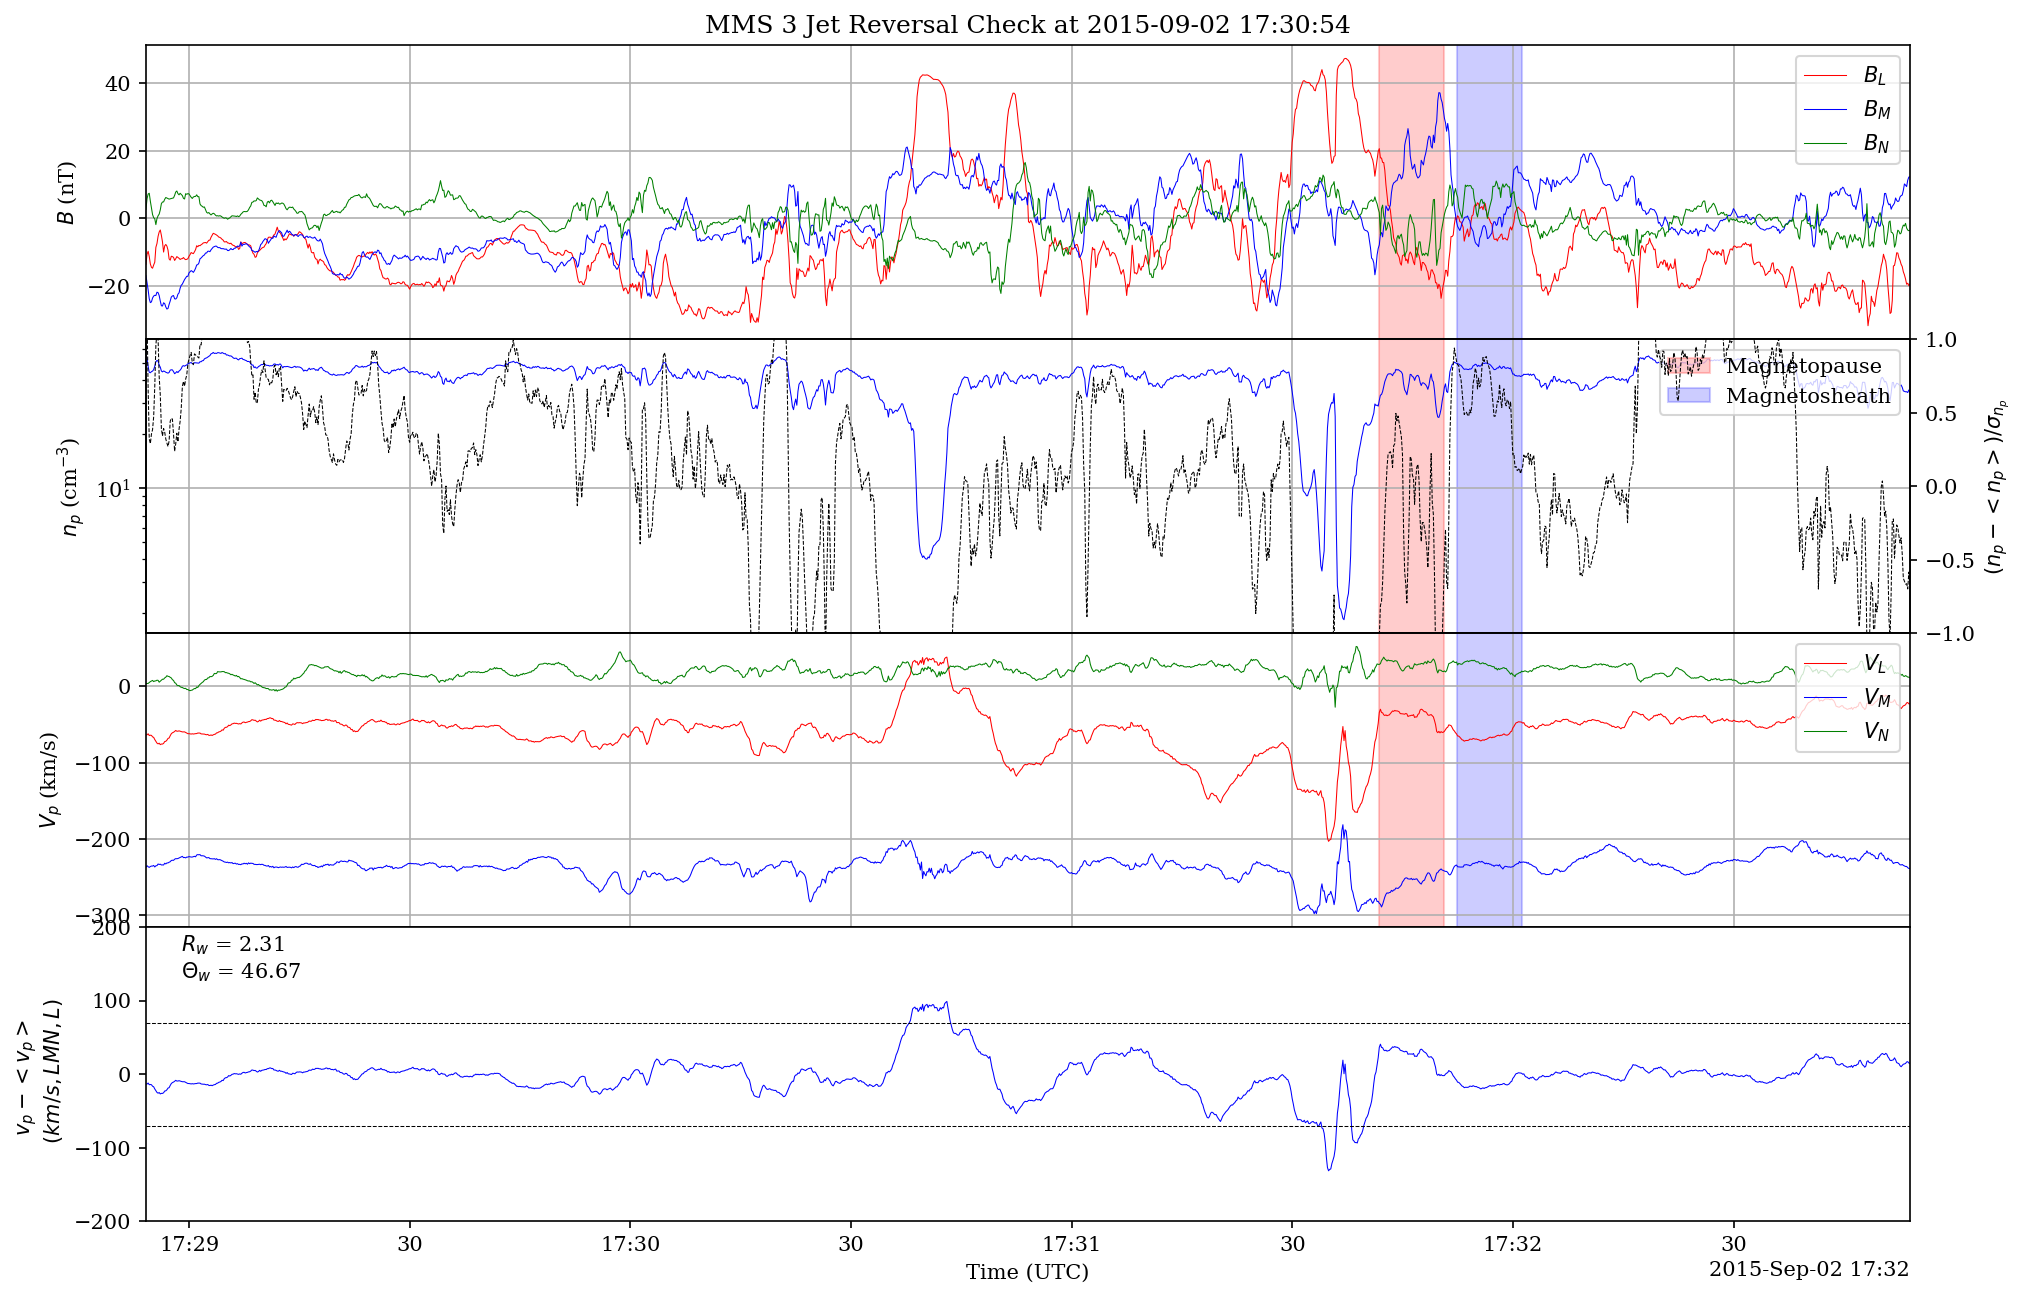 MMS 3 Jet Reversal Check at 2015-09-02 17:30:54
40
20
0
−20
B (nT)
B_L
B_M
B_N
10^1
n_p (cm^−3)
1.0
0.5
0.0
−0.5
−1.0
(n_p − < n_p >)/σ_{n_p}
Magnetopause
Magnetosheath
0
−100
−200
−300
V_p (km/s)
V_L
V_M
V_N
200
100
0
−100
−200
v_p − < v_p >
(km/s, LMN, L)
R_w = 2.31
Θ_w = 46.67
17:29 30 17:30 30 17:31 30 17:32 30
Time (UTC)
2015-Sep-02 17:32